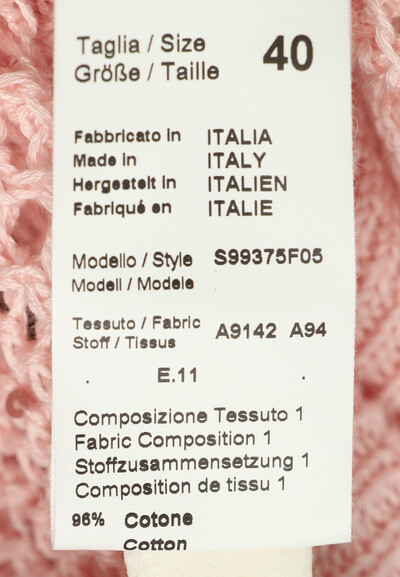 Taglia / Size 40
Größe / Taille
Fabbricato in ITALIA
Made in ITALY
Hergestelt in ITALIEN
Fabriqué en ITALIE
Modello / Style S99375F05
Modell / Modele
Tessuto / Fabric A9142 A94
Stoff / Tissus
. E.11 .
Composizione Tessuto 1
Fabric Composition 1
Stoffzusammensetzung 1
Composition de tissu 1
96% Cotone
Cotton